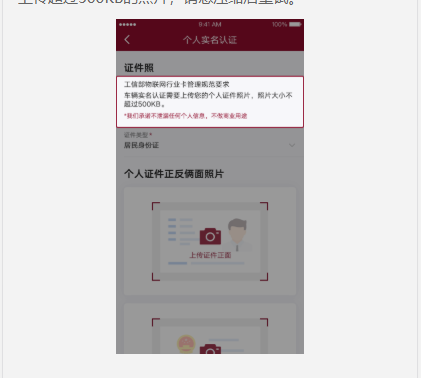 上传超过500KB的照片，请您压缩后重试。
9:41 AM
100%
个人实名认证
证件照
工信部物联网行业卡管理规范要求
车辆实名认证需要上传您的个人证件照片，照片大小不
超过500KB。
*我们承诺不泄露任何个人信息，不做商业用途
证件类型*
居民身份证
个人证件正反俩面照片
上传证件正面